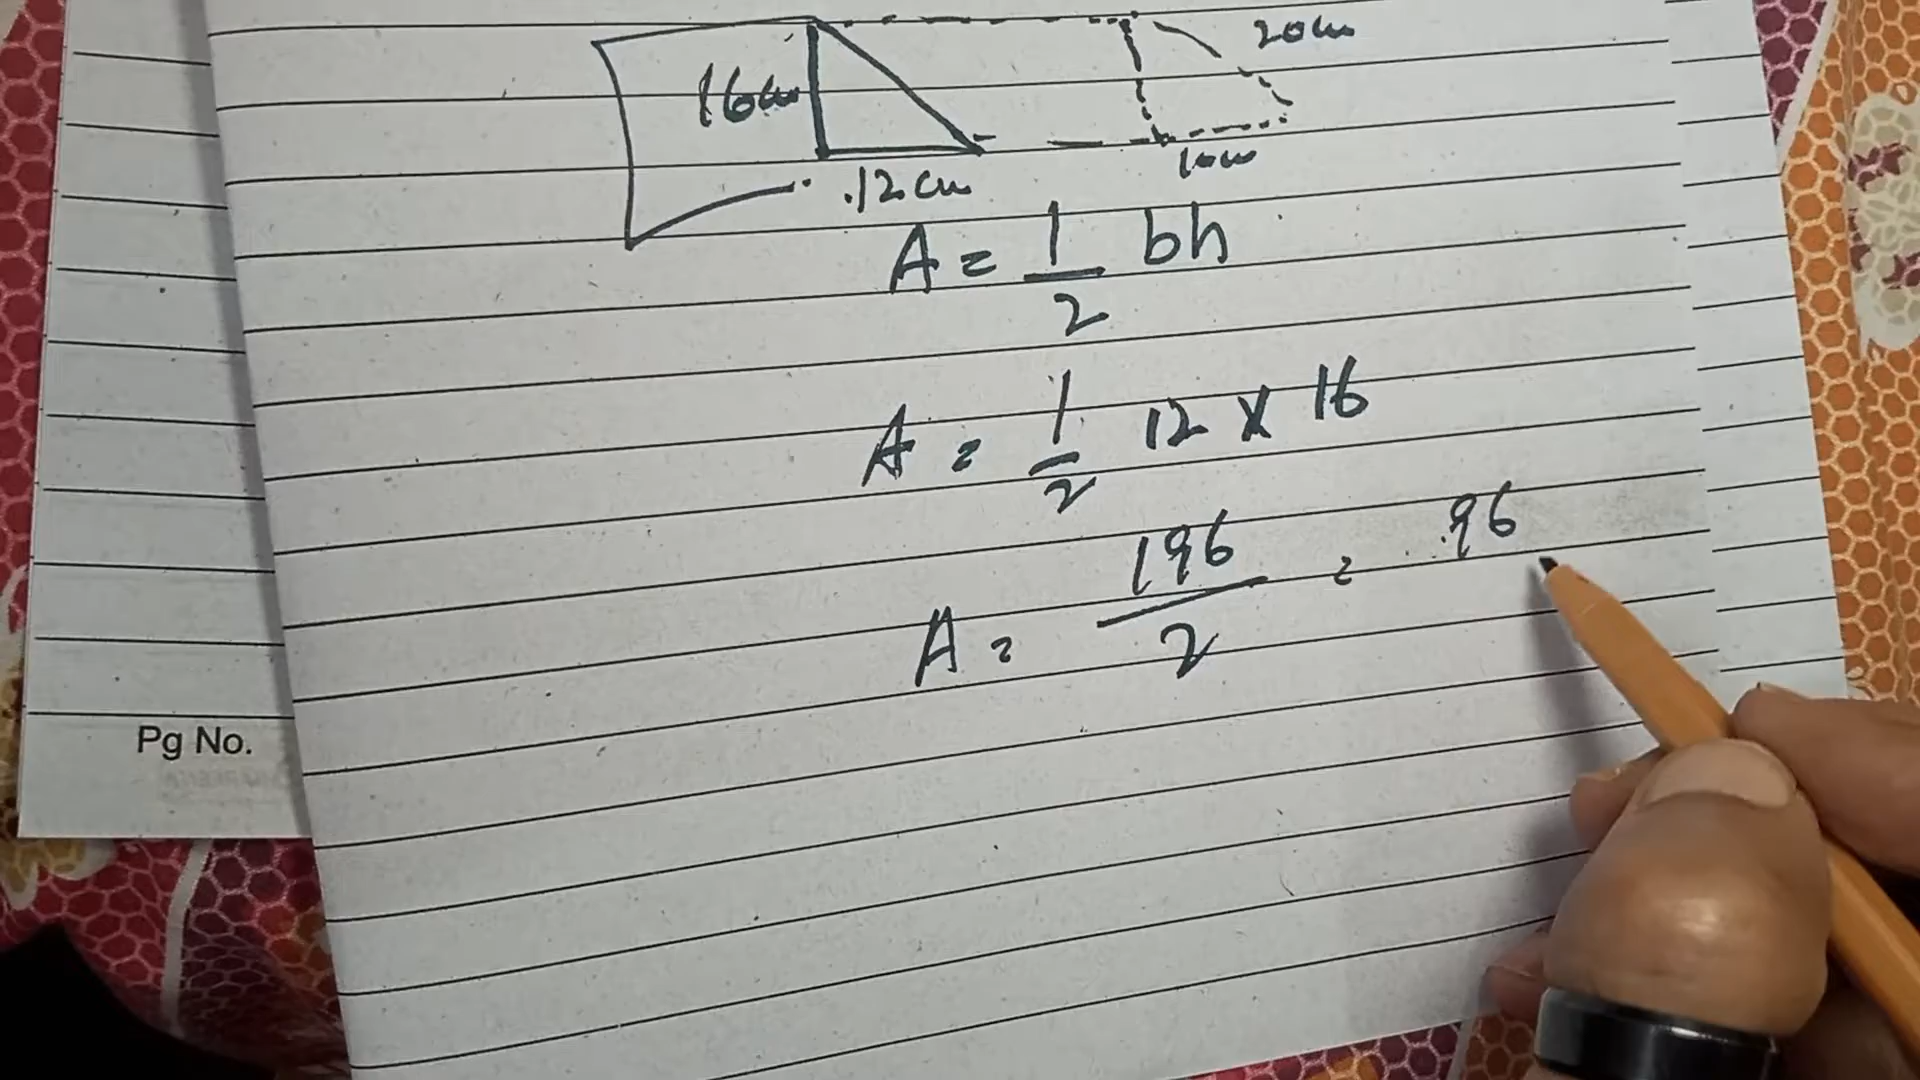 20cm
16cm
10cm
12cm
A = 1/2 bh
A = 1/2 12 x 16
A = 196/2 = 96
Pg No.